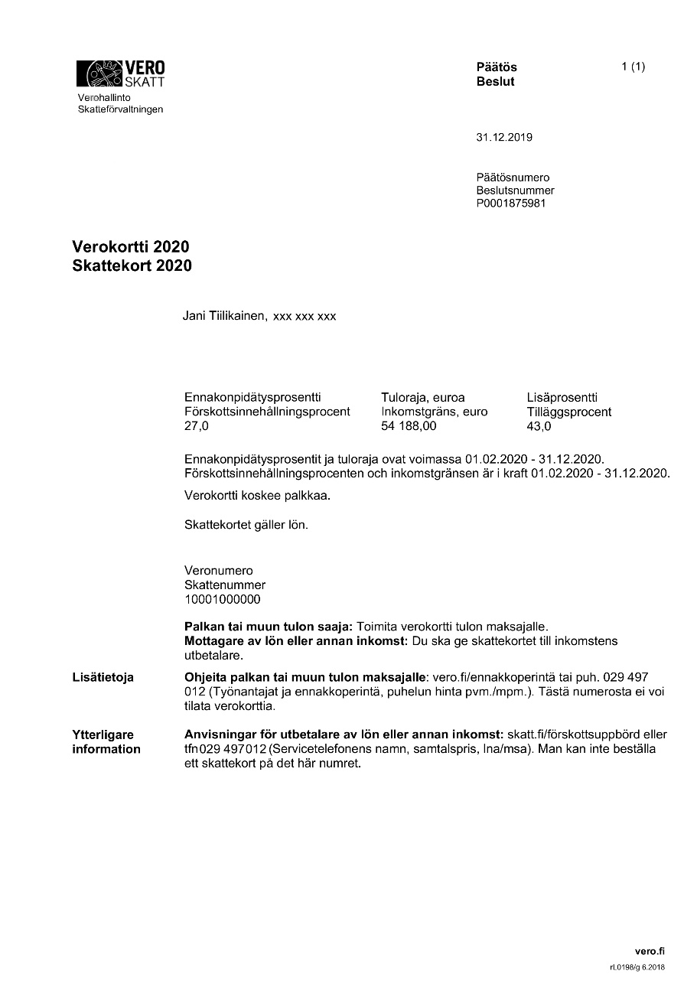 VERO
SKATT
Verohallinto
Skatteförvaltningen
Päätös
Beslut
1 (1)
31.12.2019
Päätösnumero
Beslutsnummer
P0001875981
Verokortti 2020
Skattekort 2020
Jani Tiilikainen, xxx xxx xxx
Ennakonpidätysprosentti
Förskottsinnehållningsprocent
27,0
Tuloraja, euroa
Inkomstgräns, euro
54 188,00
Lisäprosentti
Tilläggsprocent
43,0
Ennakonpidätysprosentit ja tuloraja ovat voimassa 01.02.2020 - 31.12.2020.
Förskottsinnehållningsprocenten och inkomstgränsen är i kraft 01.02.2020 - 31.12.2020.
Verokortti koskee palkkaa.
Skattekortet gäller lön.
Veronumero
Skattenummer
10001000000
Palkan tai muun tulon saaja: Toimita verokortti tulon maksajalle.
Mottagare av lön eller annan inkomst: Du ska ge skattekortet till inkomstens
utbetalare.
Lisätietoja
Ohjeita palkan tai muun tulon maksajalle: vero.fi/ennakkoperintä tai puh. 029 497
012 (Työnantajat ja ennakkoperintä, puhelun hinta pvm./mpm.). Tästä numerosta ei voi
tilata verokorttia.
Ytterligare
information
Anvisningar för utbetalare av lön eller annan inkomst: skatt.fi/förskottsuppbörd eller
tfn 029 497 012 (Servicetelefonens namn, samtalspris, lna/msa). Man kan inte beställa
ett skattekort på det här numret.
vero.fi
rl.0198/g 6.2018